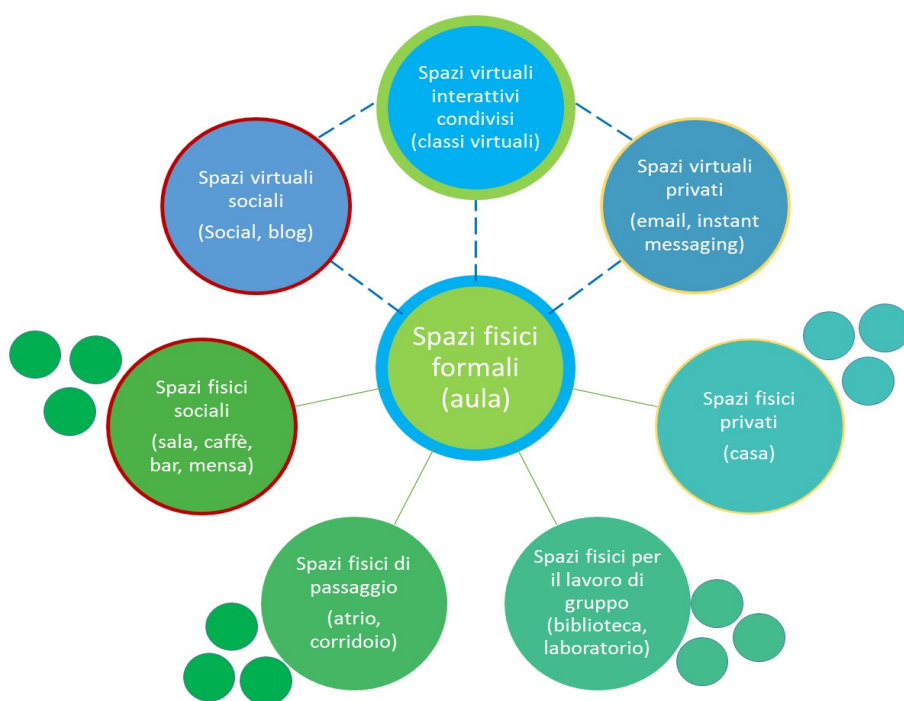 Spazi virtuali
interattivi
condivisi
(classi virtuali)
Spazi virtuali
sociali
(Social, blog)
Spazi virtuali
privati
(email, instant
messaging)
Spazi fisici
formali
(aula)
Spazi fisici
sociali
(sala, caffè,
bar, mensa)
Spazi fisici
privati
(casa)
Spazi fisici di
passaggio
(atrio,
corridoio)
Spazi fisici per
il lavoro di
gruppo
(biblioteca,
laboratorio)